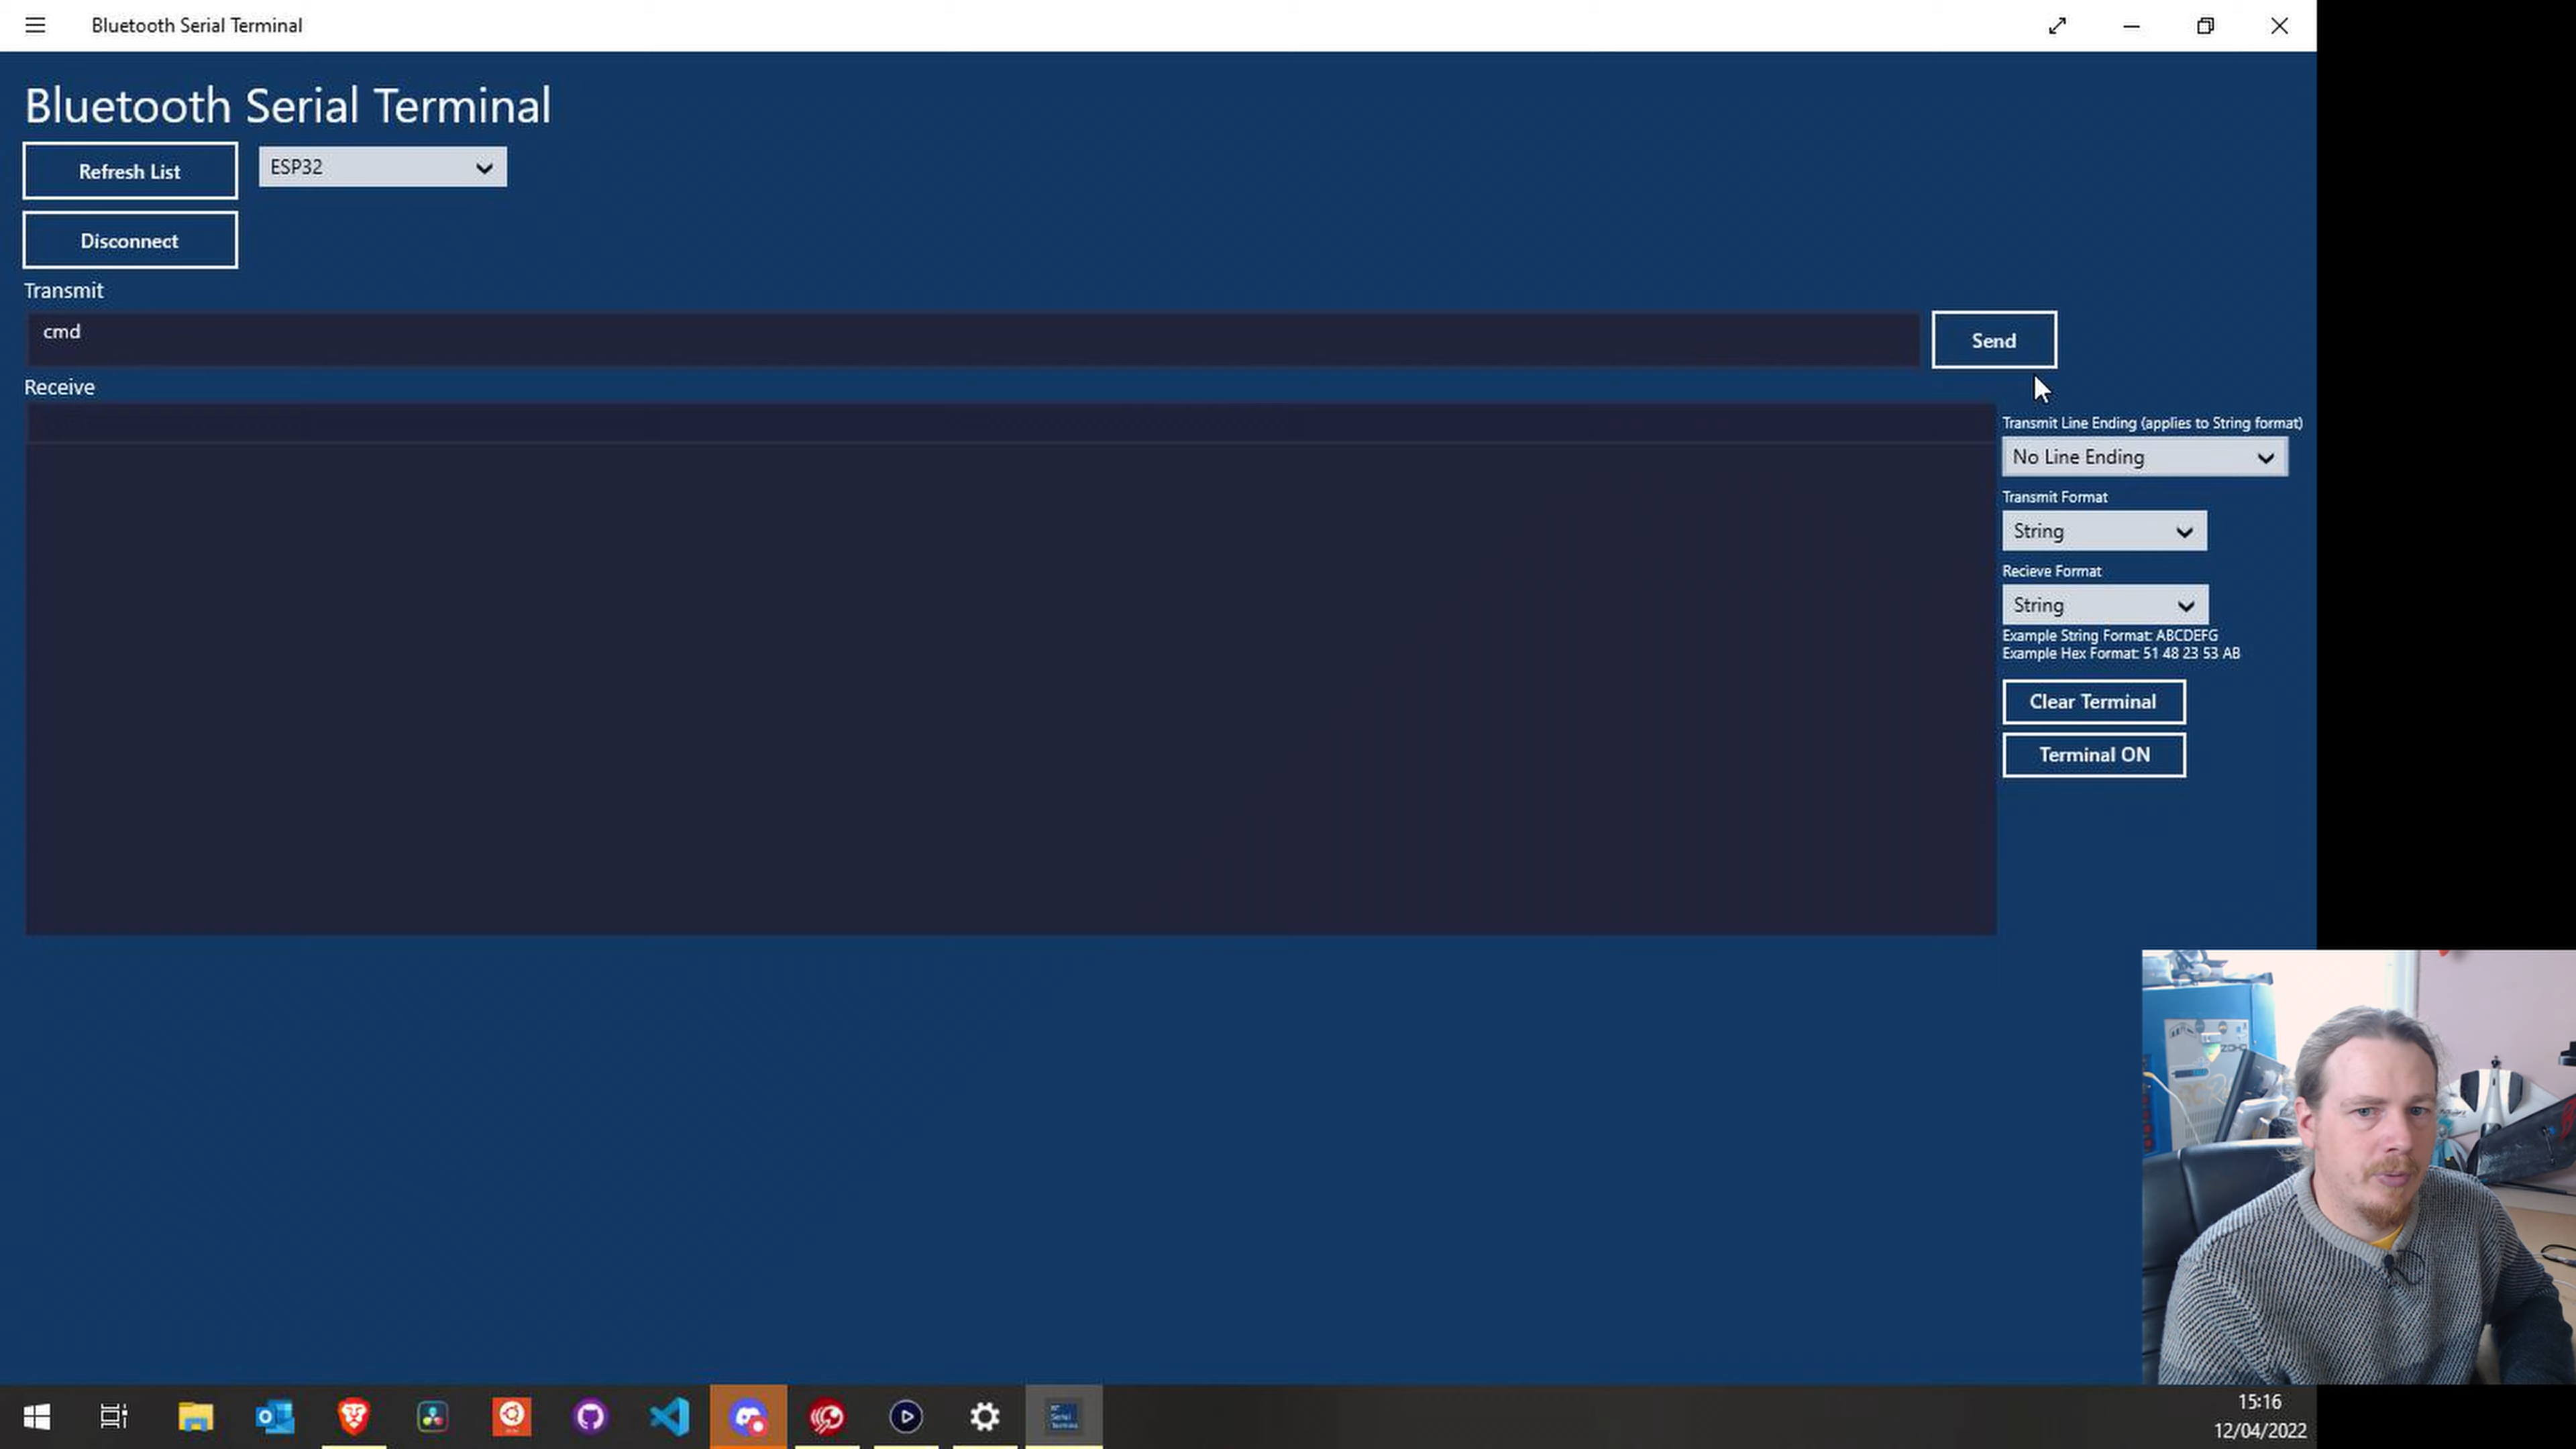 Bluetooth Serial Terminal
Bluetooth Serial Terminal
Refresh List
ESP32
Disconnect
Transmit
cmd
Send
Receive
Transmit Line Ending (applies to String format)
No Line Ending
Transmit Format
String
Recieve Format
String
Example String Format: ABCDEFG
Example Hex Format: 51 48 23 53 AB
Clear Terminal
Terminal ON
15:16
12/04/2022